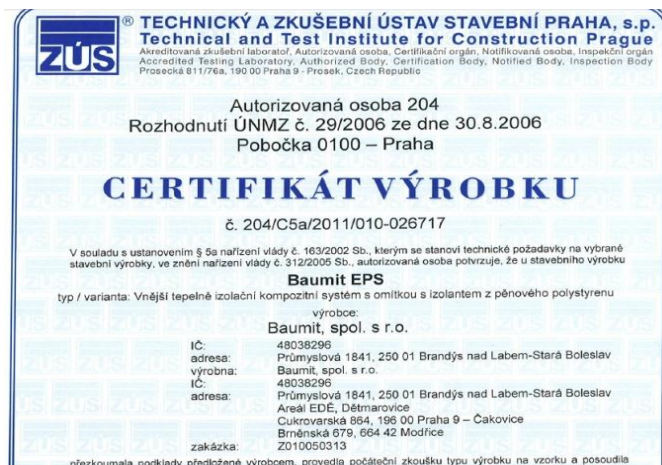 ZÚS
® TECHNICKÝ A ZKUŠEBNÍ ÚSTAV STAVEBNÍ PRAHA, s.p.
Technical and Test Institute for Construction Prague
Akreditovaná zkušební laboratoř, Autorizovaná osoba, Certifikační orgán, Notifikovaná osoba, Inspekční orgán
Accredited Testing Laboratory, Authorized Body, Certification Body, Notified Body, Inspection Body
Prosecká 811/76a, 190 00 Praha 9 - Prosek, Czech Republic
Autorizovaná osoba 204
Rozhodnutí ÚNMZ č. 29/2006 ze dne 30.8.2006
Pobočka 0100 – Praha
CERTIFIKÁT VÝROBKU
č. 204/C5a/2011/010-026717
V souladu s ustanovením § 5a nařízení vlády č. 163/2002 Sb., kterým se stanoví technické požadavky na vybrané
stavební výrobky, ve znění nařízení vlády č. 312/2005 Sb., autorizovaná osoba potvrzuje, že u stavebního výrobku
Baumit EPS
typ / varianta: Vnější tepelně izolační kompozitní systém s omítkou s izolantem z pěnového polystyrenu
výrobce:
Baumit, spol. s r.o.
IČ: 48038296
adresa: Průmyslová 1841, 250 01 Brandýs nad Labem-Stará Boleslav
výrobna: Baumit, spol. s r.o.
IČ: 48038296
adresa: Průmyslová 1841, 250 01 Brandýs nad Labem-Stará Boleslav
Areál EDĚ, Dětmarovice
Cukrovarská 864, 196 00 Praha 9 – Čakovice
Brněnská 679, 664 42 Modřice
zakázka: Z010050313
přezkoumala podklady předložené výrobcem, provedla počáteční zkoušku typu výrobku na vzorku a posoudila